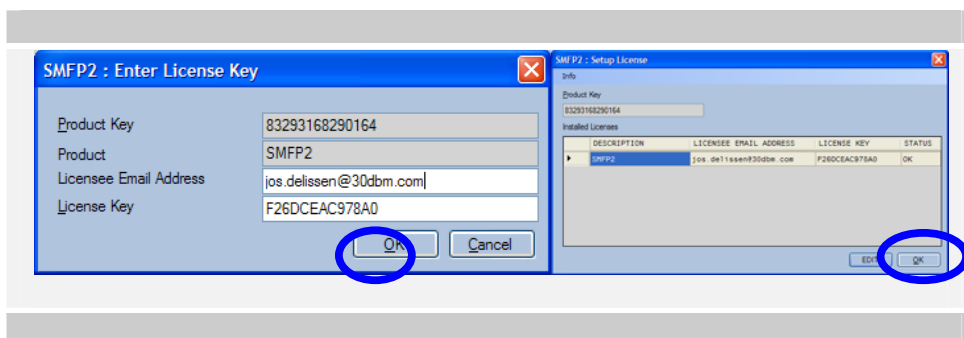 SMFP2 : Enter License Key
Product Key 83293168290164
Product SMFP2
Licensee Email Address jos.delissen@30dbm.com
License Key F26DCEAC978A0
OK Cancel
SMFP2 : Setup License
Info
Product Key
83293168290164
Installed Licenses
DESCRIPTION LICENSEE EMAIL ADDRESS LICENSE KEY STATUS
SMFP2 jos.delissen@30dbm.com F26DCEAC978A0 OK
EDIT OK